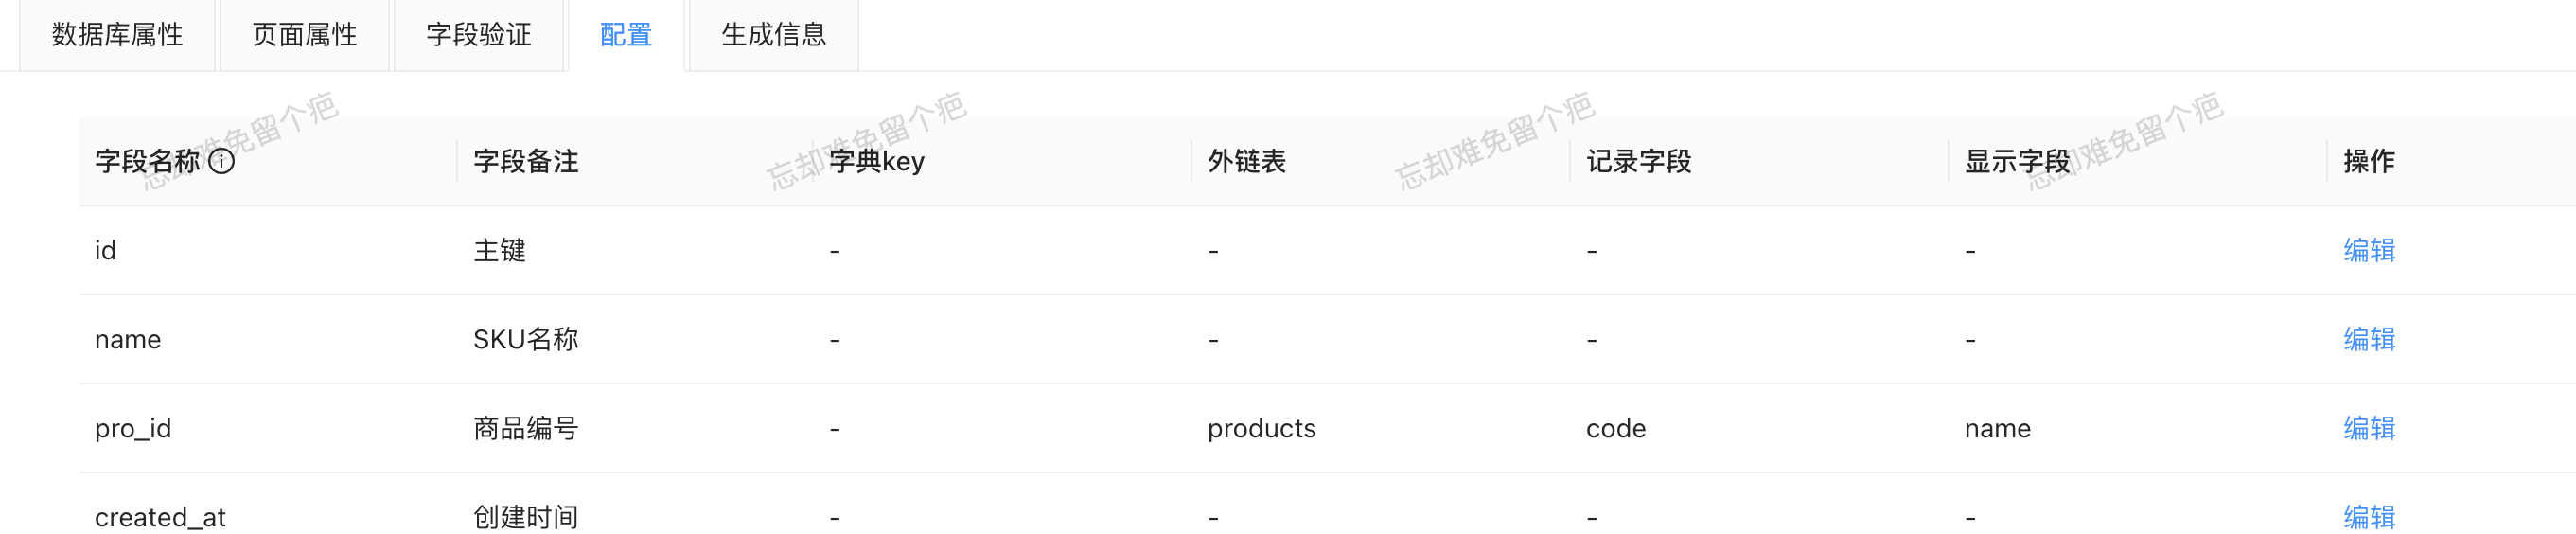 数据库属性 页面属性 字段验证 配置 生成信息
忘却难免留个疤 忘却难免留个疤 忘却难免留个疤 忘却难免留个疤
字段名称 字段备注 字典key 外链表 记录字段 显示字段 操作
id 主键 - - - - 编辑
name SKU名称 - - - - 编辑
pro_id 商品编号 - products code name 编辑
created_at 创建时间 - - - - 编辑